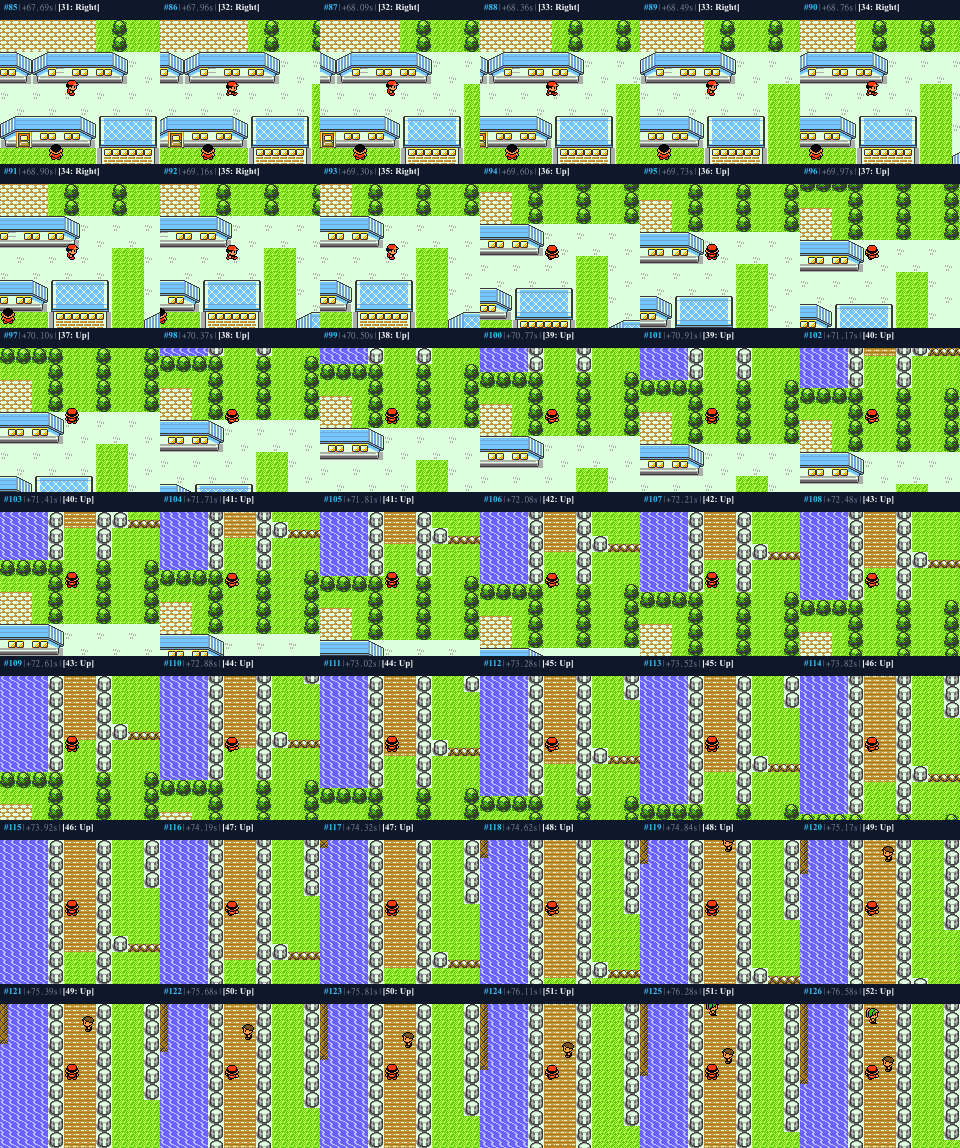 #85|+67.69s|[31: Right]
#86|+67.96s|[32: Right]
#87|+68.09s|[32: Right]
#88|+68.36s|[33: Right]
#89|+68.49s|[33: Right]
#90|+68.76s|[34: Right]
#91|+68.90s|[34: Right]
#92|+69.16s|[35: Right]
#93|+69.30s|[35: Right]
#94|+69.60s|[36: Up]
#95|+69.73s|[36: Up]
#96|+69.97s|[37: Up]
#97|+70.10s|[37: Up]
#98|+70.37s|[38: Up]
#99|+70.50s|[38: Up]
#100|+70.77s|[39: Up]
#101|+70.91s|[39: Up]
#102|+71.17s|[40: Up]
#103|+71.41s|[40: Up]
#104|+71.71s|[41: Up]
#105|+71.81s|[41: Up]
#106|+72.08s|[42: Up]
#107|+72.21s|[42: Up]
#108|+72.48s|[43: Up]
#109|+72.61s|[43: Up]
#110|+72.88s|[44: Up]
#111|+73.02s|[44: Up]
#112|+73.28s|[45: Up]
#113|+73.52s|[45: Up]
#114|+73.82s|[46: Up]
#115|+73.92s|[46: Up]
#116|+74.19s|[47: Up]
#117|+74.32s|[47: Up]
#118|+74.62s|[48: Up]
#119|+74.84s|[48: Up]
#120|+75.17s|[49: Up]
#121|+75.39s|[49: Up]
#122|+75.68s|[50: Up]
#123|+75.81s|[50: Up]
#124|+76.11s|[51: Up]
#125|+76.28s|[51: Up]
#126|+76.58s|[52: Up]